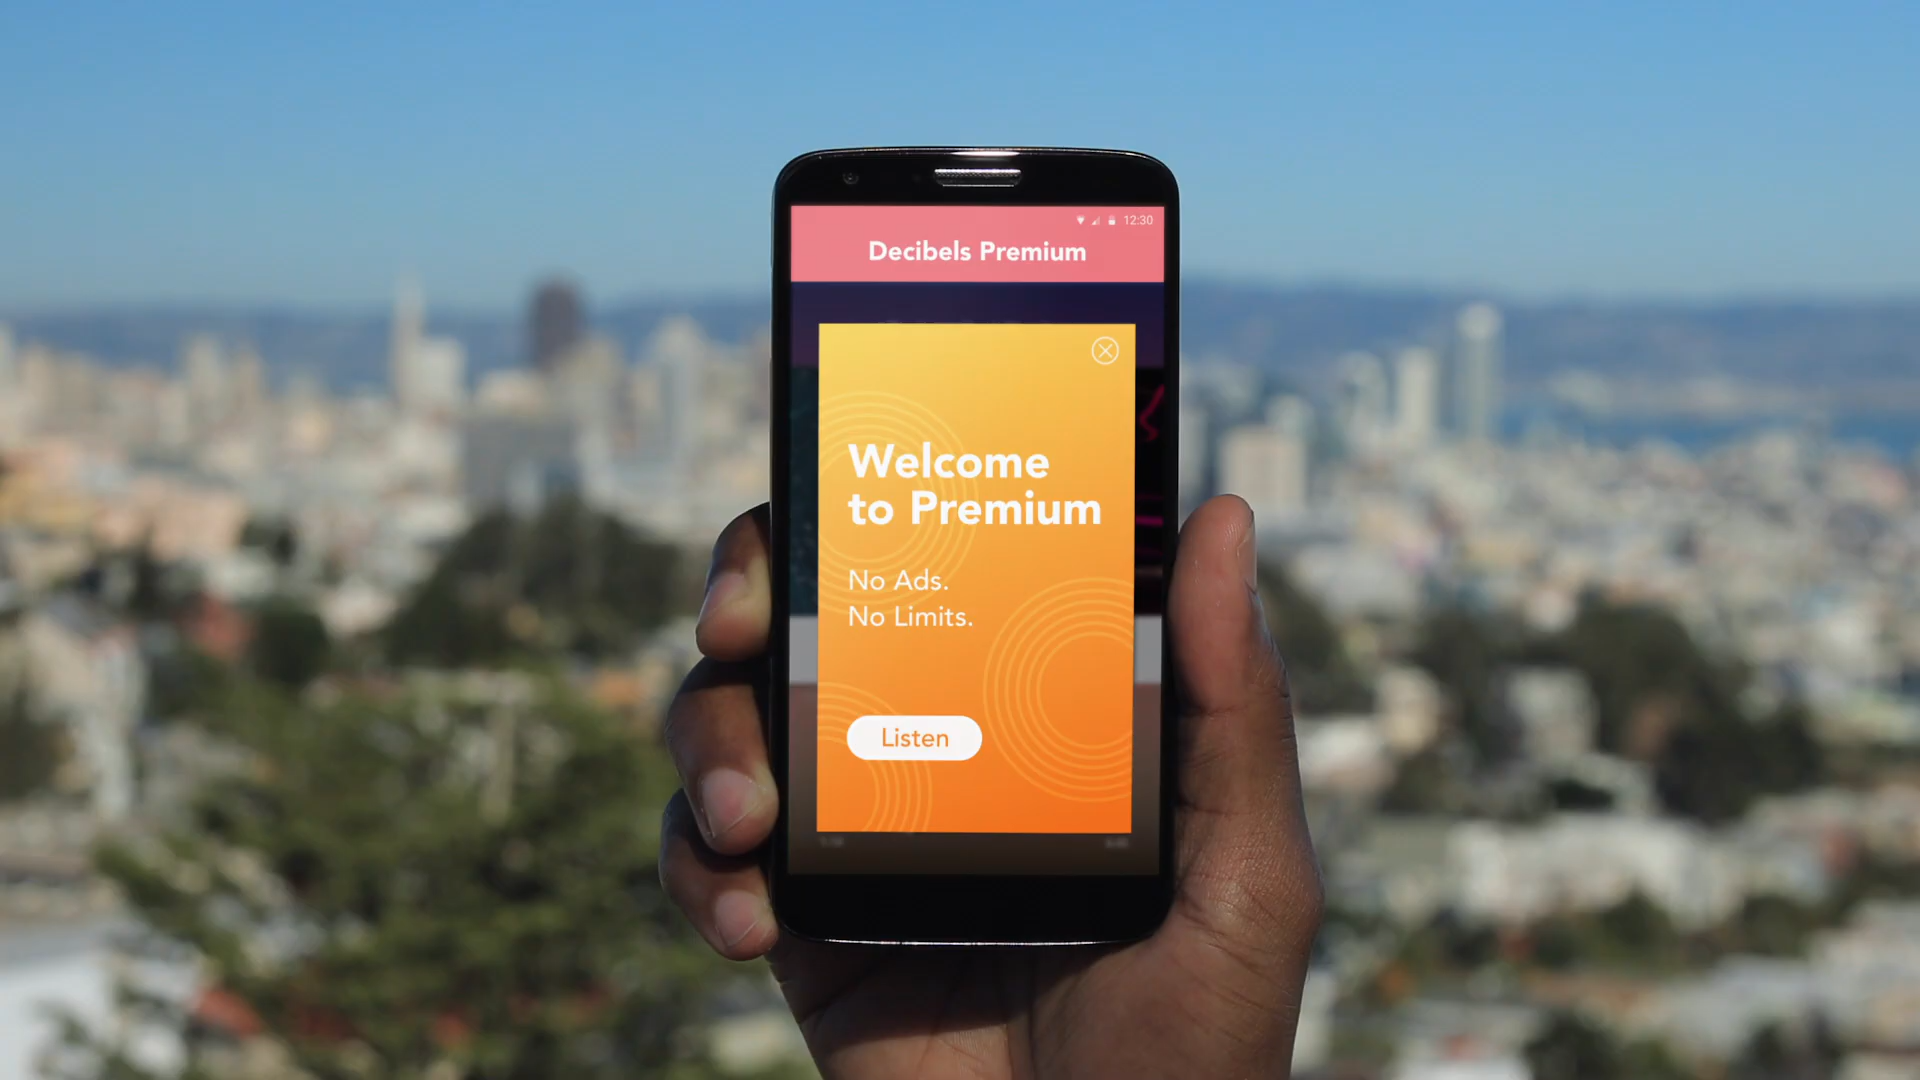 12:30
Decibels Premium
Welcome
to Premium
No Ads.
No Limits.
Listen